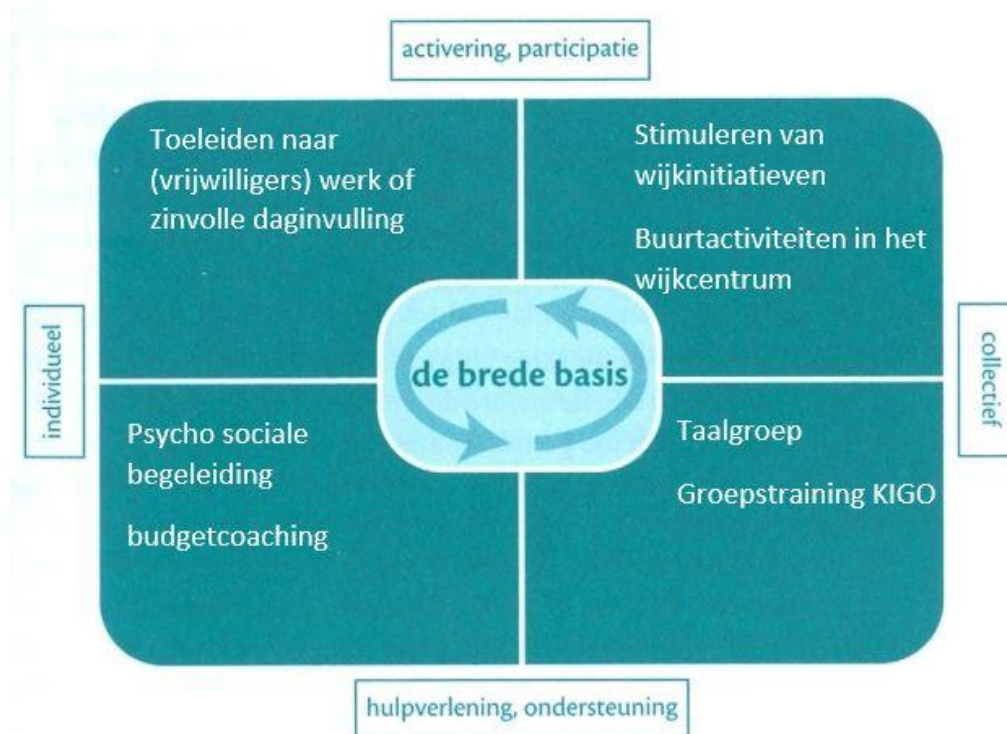 activering, participatie
Toeleiden naar
(vrijwilligers) werk of
zinvolle daginvulling
Stimuleren van
wijkinitiatieven
Buurtactiviteiten in het
wijkcentrum
individueel
de brede basis
collectief
Psycho sociale
begeleiding
budgetcoaching
Taalgroep
Groepstraining KIGO
hulpverlening, ondersteuning